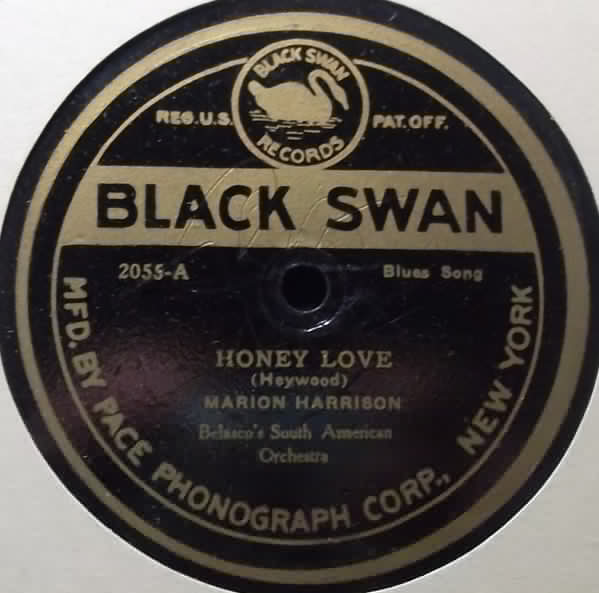 BLACK SWAN
RECORDS
REG.U.S. PAT.OFF.
BLACK SWAN
2055-A Blues Song
HONEY LOVE
(Heywood)
MARION HARRISON
Belasco's South American
Orchestra
MFD. BY PACE PHONOGRAPH CORP., NEW YORK